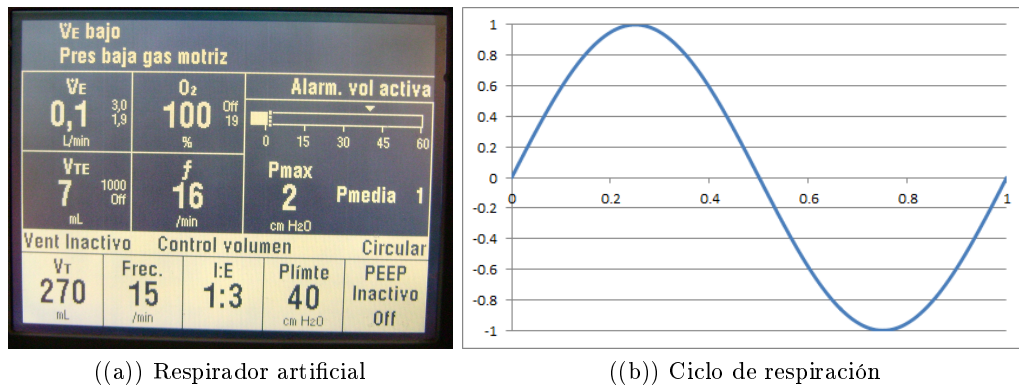 V̇E bajo
Pres baja gas motriz
V̇E
0,1
3,0
1,9
L/min
O2
100
Off
19
%
Alarm. vol activa
0 15 30 45 60
VTE
7
1000
Off
mL
f
16
/min
Pmax
2
cm H2O
Pmedia 1
Vent Inactivo Control volumen Circular
VT
270
mL
Frec.
15
/min
I:E
1:3
Plímte
40
cm H2O
PEEP
Inactivo
Off
1
0.8
0.6
0.4
0.2
0
-0.2
-0.4
-0.6
-0.8
-1
0 0.2 0.4 0.6 0.8 1
((a)) Respirador artificial
((b)) Ciclo de respiración